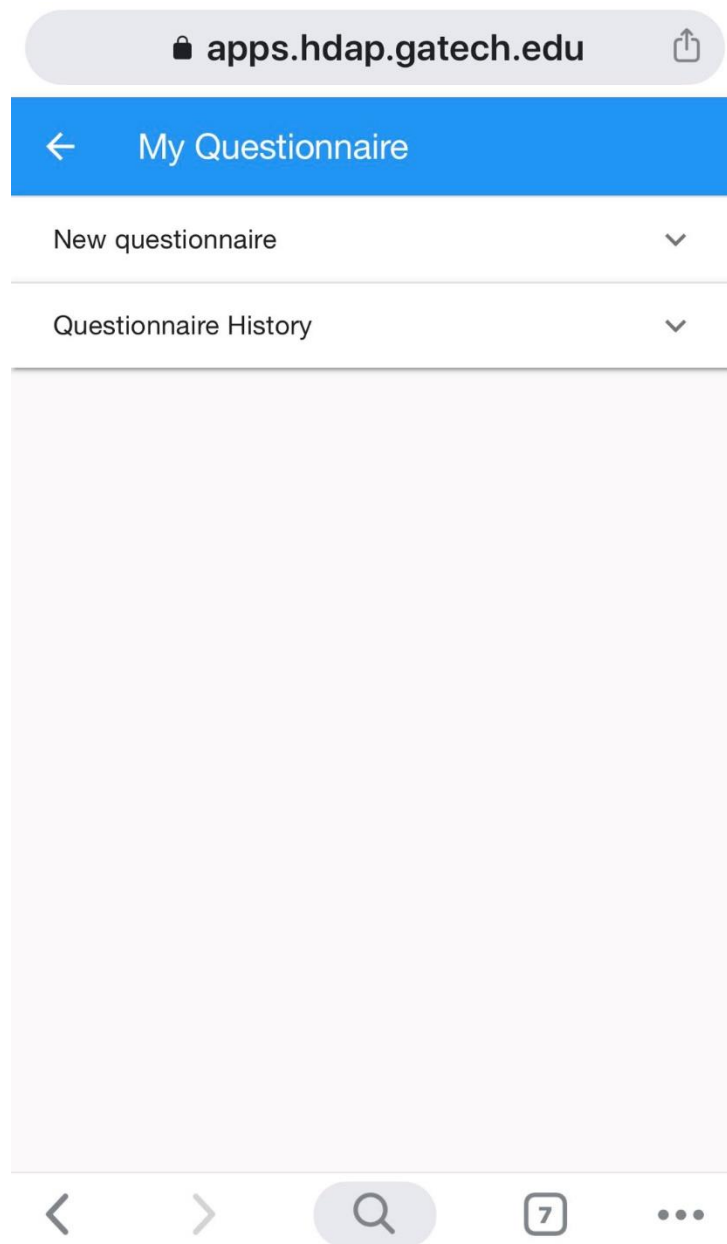 apps.hdap.gatech.edu
My Questionnaire
New questionnaire
Questionnaire History
7